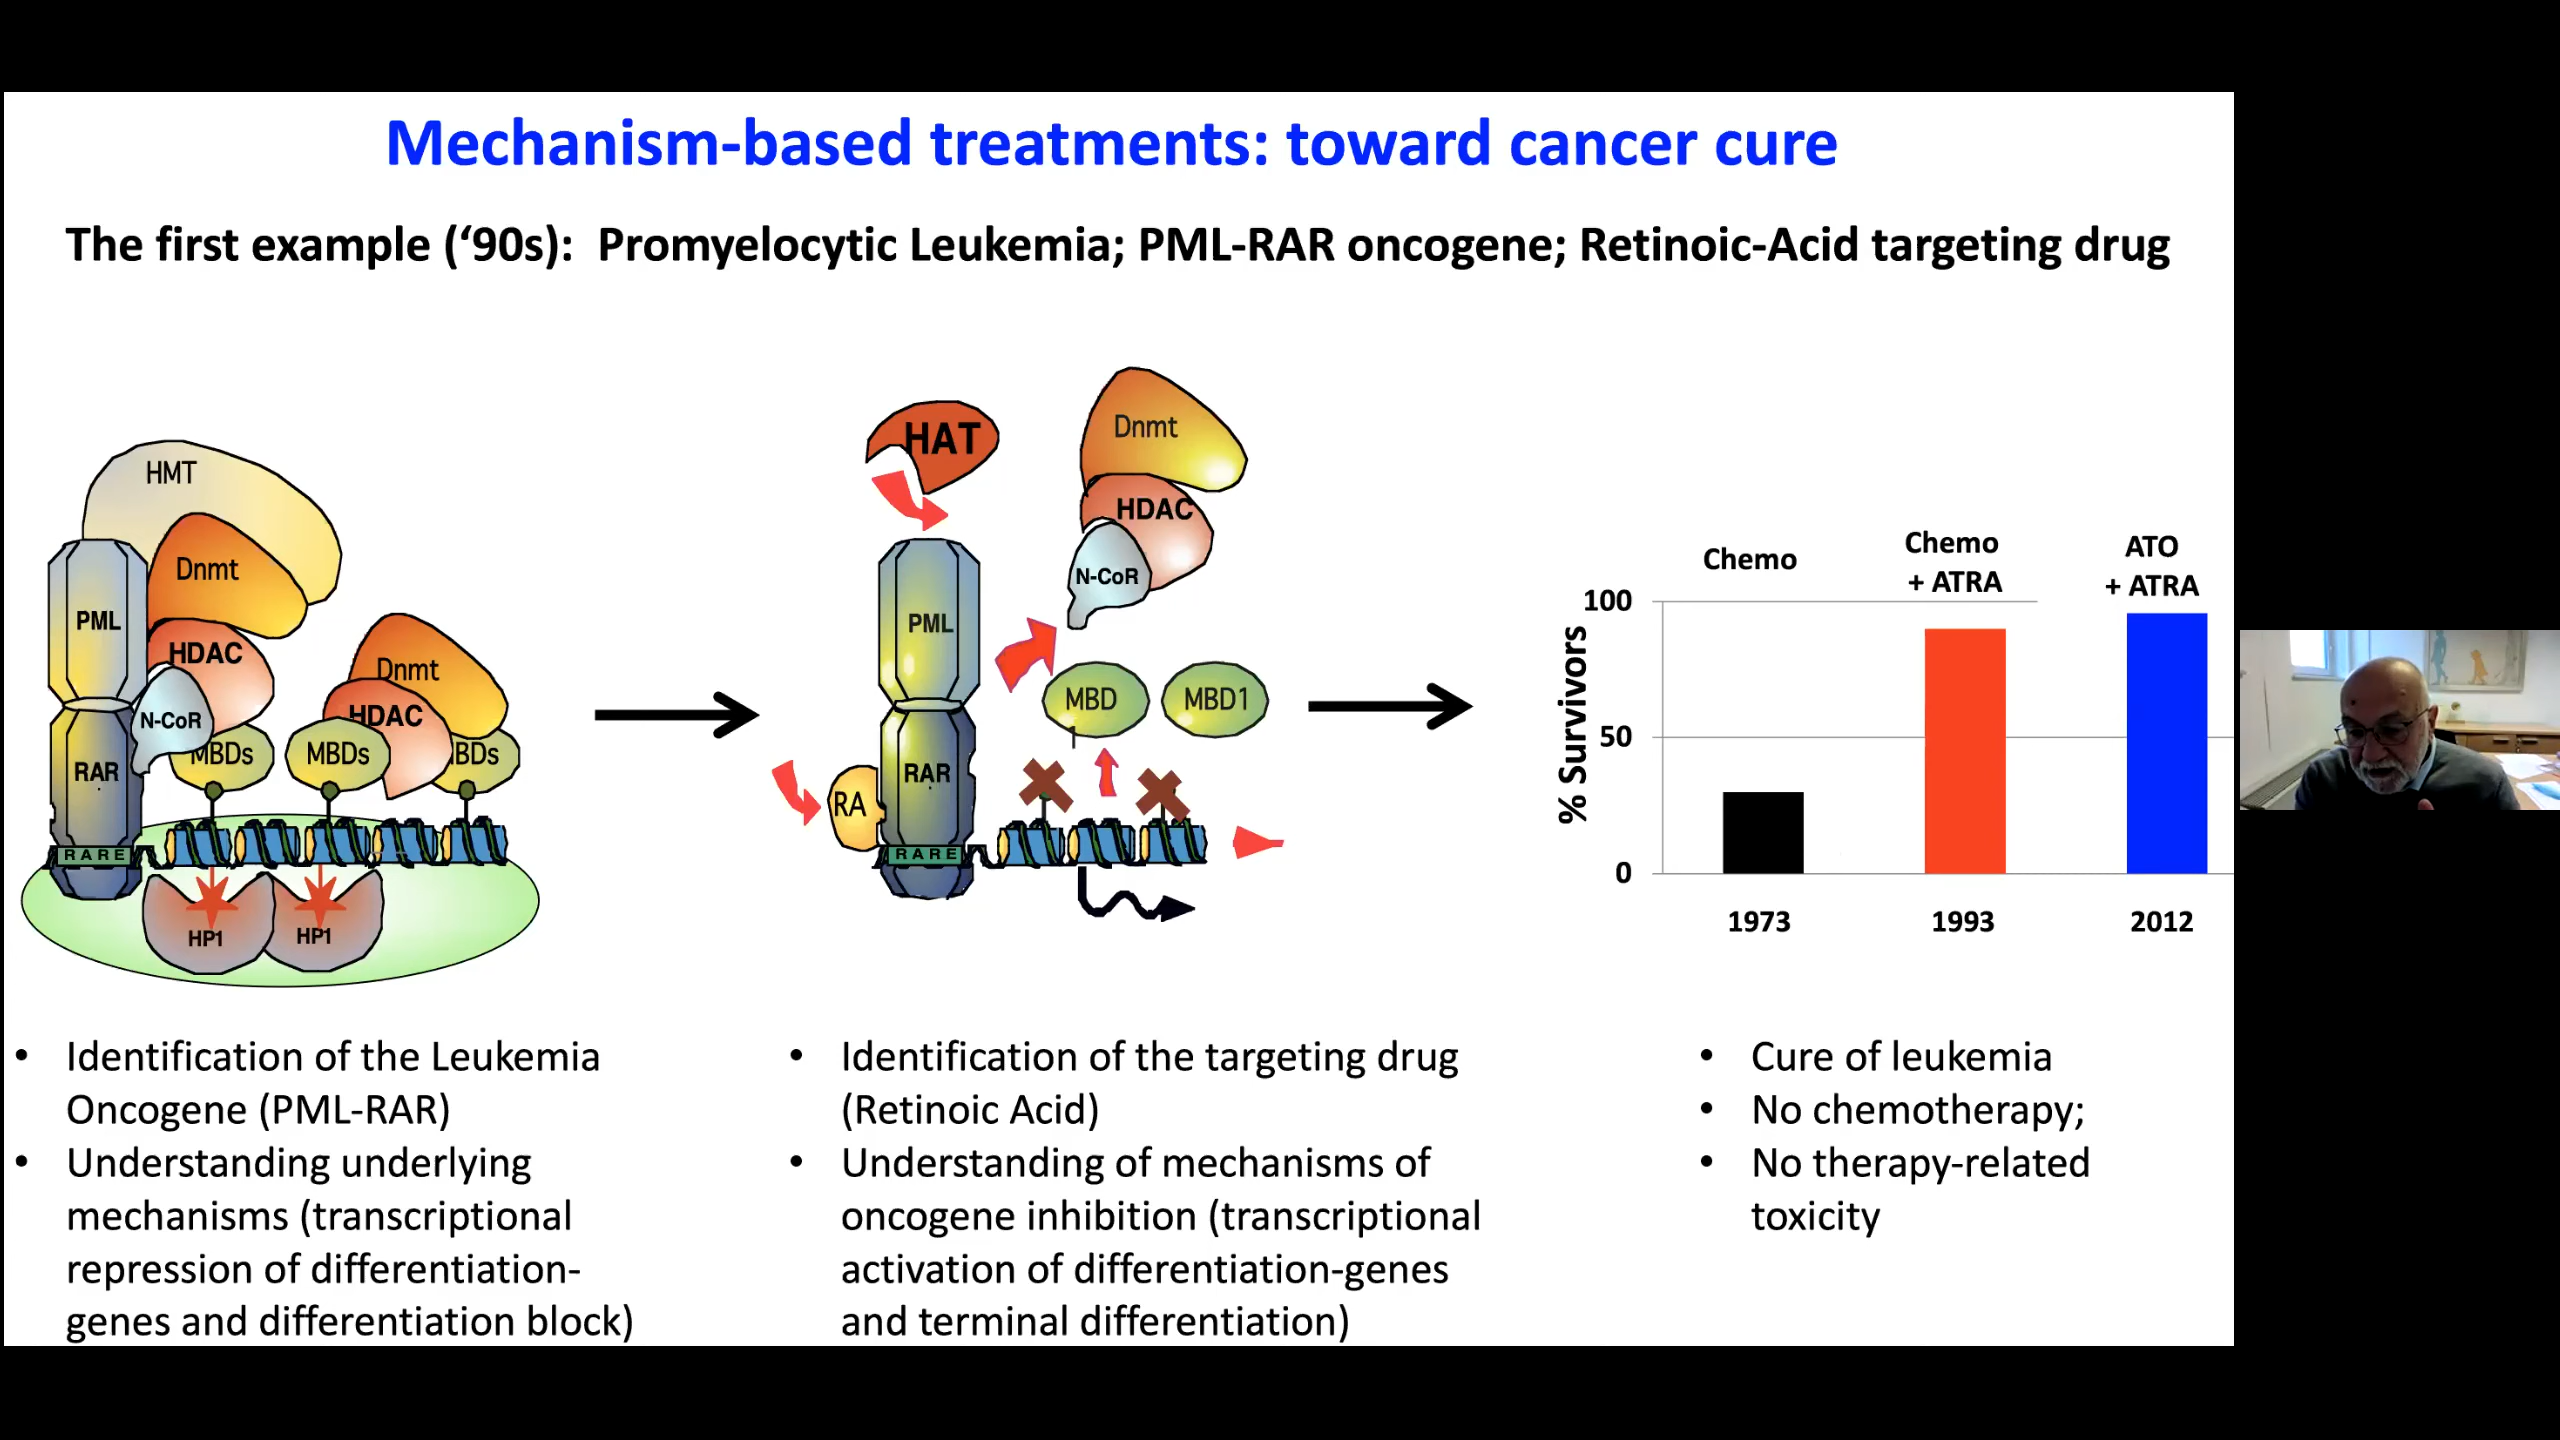 Mechanism-based treatments: toward cancer cure
The first example (‘90s):  Promyelocytic Leukemia; PML-RAR oncogene; Retinoic-Acid targeting drug
HMT
Dnmt
PML
HDAC
Dnmt
N-CoR
HDAC
MBDs
MBDs
BDs
RAR
RARE
HP1
HP1
HAT
Dnmt
HDAC
N-CoR
PML
MBD
1
MBD1
RAR
RA
RARE
Chemo
Chemo
+ ATRA
ATO
+ ATRA
% Survivors
100
50
0
1973
1993
2012
• Identification of the Leukemia
Oncogene (PML-RAR)
• Understanding underlying
mechanisms (transcriptional
repression of differentiation-
genes and differentiation block)
• Identification of the targeting drug
(Retinoic Acid)
• Understanding of mechanisms of
oncogene inhibition (transcriptional
activation of differentiation-genes
and terminal differentiation)
• Cure of leukemia
• No chemotherapy;
• No therapy-related
toxicity